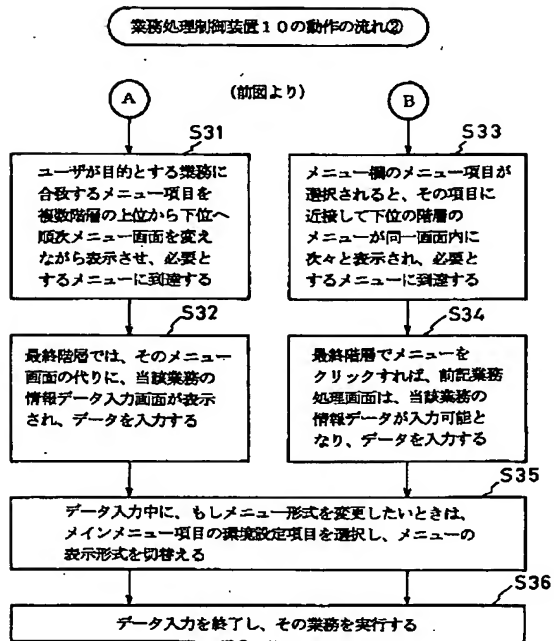 業務処理制御装置10の動作の流れ②
A
(前図より)
B
S31
ユーザが目的とする業務に
合致するメニュー項目を
複数階層の上位から下位へ
順次メニュー画面を変え
ながら表示させ、必要と
するメニューに到達する
S33
メニュー欄のメニュー項目が
選択されると、その項目に
近接して下位の階層の
メニューが同一画面内に
次々と表示され、必要と
するメニューに到達する
S32
最終階層では、そのメニュー
画面の代りに、当該業務の
情報データ入力画面が表示
され、データを入力する
S34
最終階層でメニューを
クリックすれば、前記業務
処理画面は、当該業務の
情報データが入力可能と
なり、データを入力する
S35
データ入力中に、もしメニュー形式を変更したいときは、
メインメニュー項目の環境設定項目を選択し、メニューの
表示形式を切替える
S36
データ入力を終了し、その業務を実行する